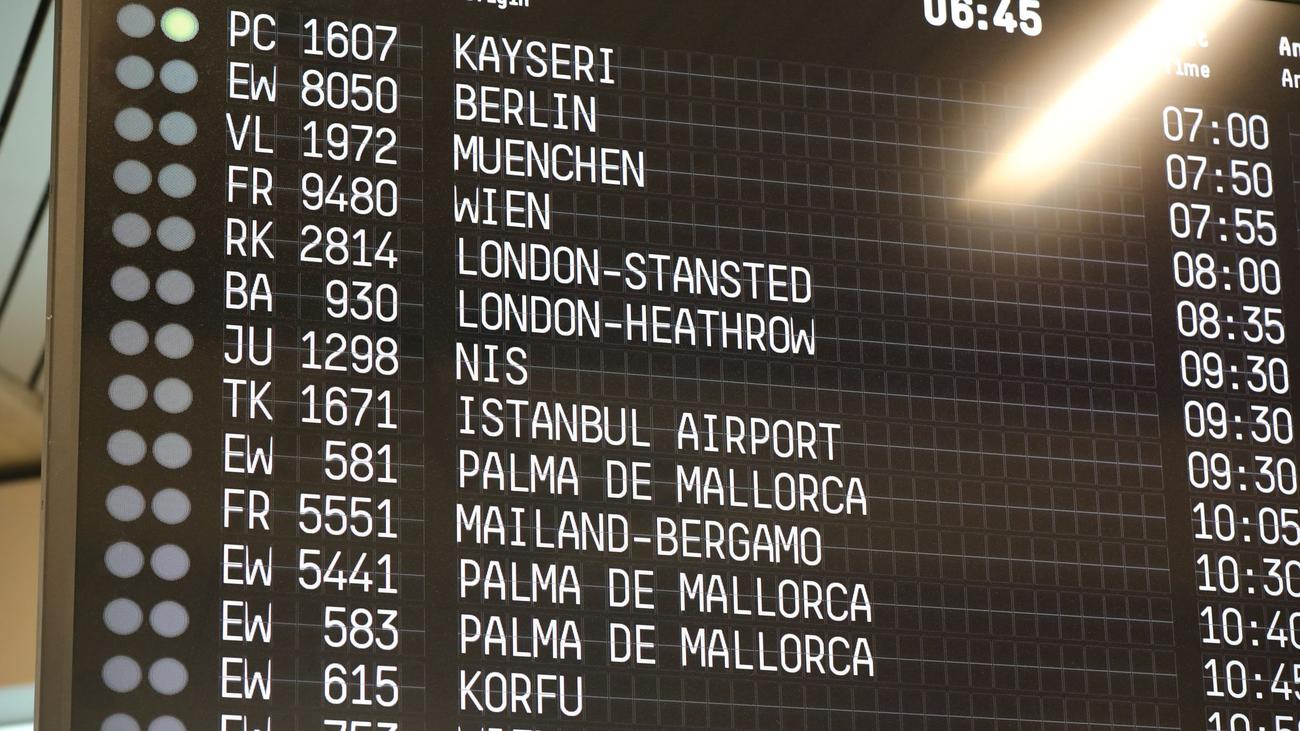 06:45
Time
PC 1607 KAYSERI 07:00
EW 8050 BERLIN 07:50
VL 1972 MUENCHEN 07:55
FR 9480 WIEN 08:00
RK 2814 LONDON-STANSTED 08:35
BA 930 LONDON-HEATHROW 09:30
JU 1298 NIS 09:30
TK 1671 ISTANBUL AIRPORT 09:30
EW 581 PALMA DE MALLORCA 10:05
FR 5551 MAILAND-BERGAMO 10:30
EW 5441 PALMA DE MALLORCA 10:40
EW 583 PALMA DE MALLORCA 10:45
EW 615 KORFU
EW 753